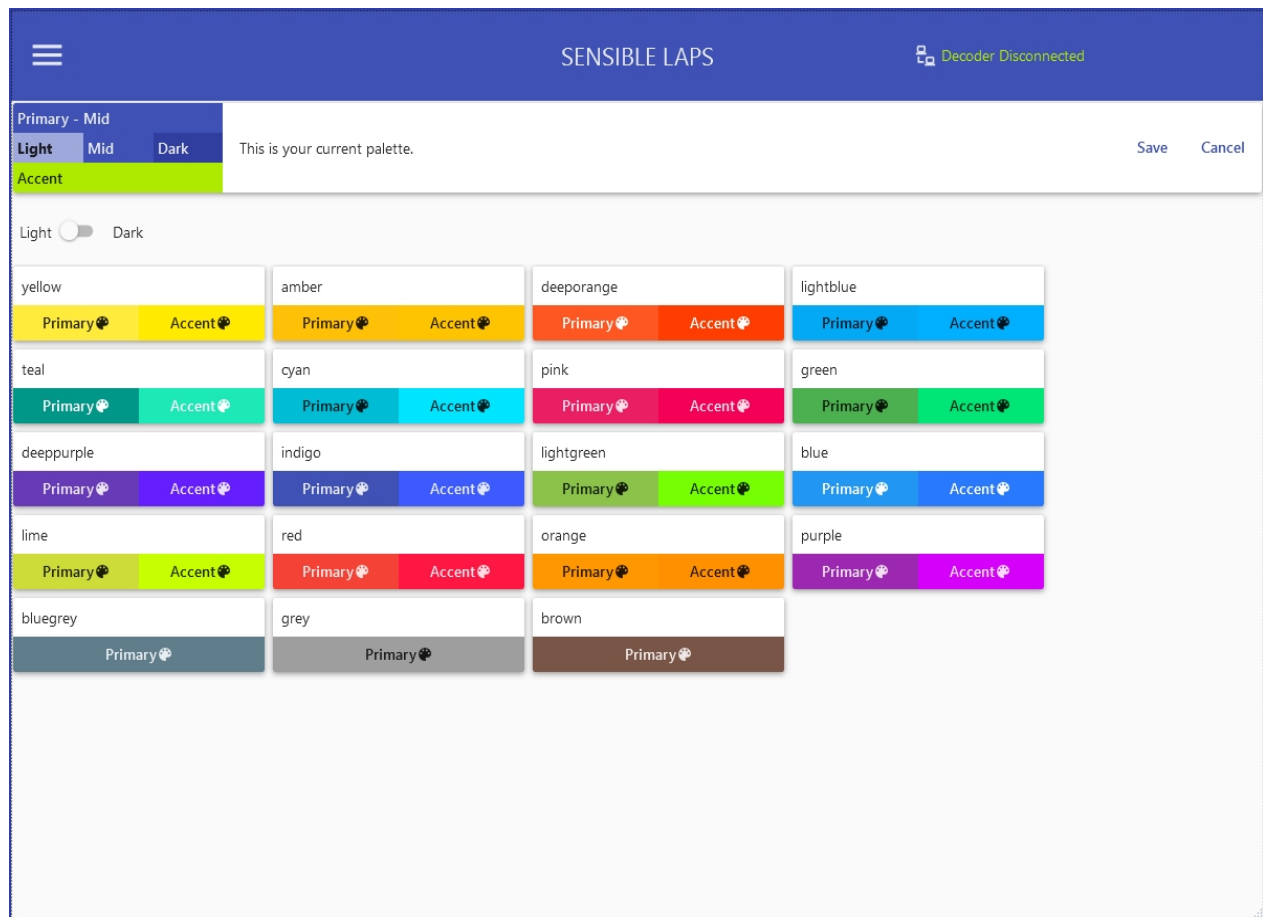 SENSIBLE LAPS
Decoder Disconnected
Primary - Mid
Light Mid Dark
Accent
This is your current palette.
Save Cancel
Light Dark
yellow amber deeporange lightblue
Primary Accent Primary Accent Primary Accent Primary Accent
teal cyan pink green
Primary Accent Primary Accent Primary Accent Primary Accent
deeppurple indigo lightgreen blue
Primary Accent Primary Accent Primary Accent Primary Accent
lime red orange purple
Primary Accent Primary Accent Primary Accent Primary Accent
bluegrey grey brown
Primary Primary Primary